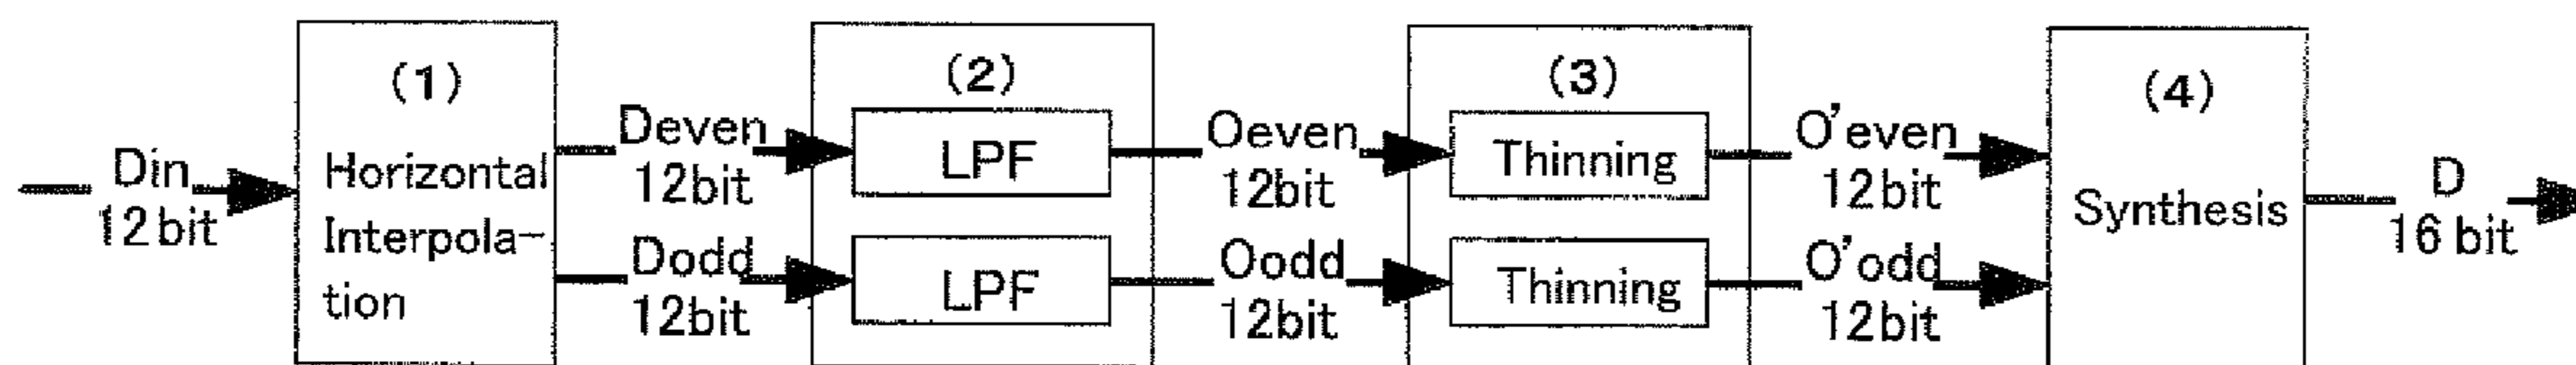 Din
12bit
(1)
Horizontal
Interpola-
tion
Deven
12bit
Dodd
12bit
(2)
LPF
LPF
Oeven
12bit
Oodd
12bit
(3)
Thinning
Thinning
O'even
12bit
O'odd
12bit
(4)
Synthesis
D
16 bit